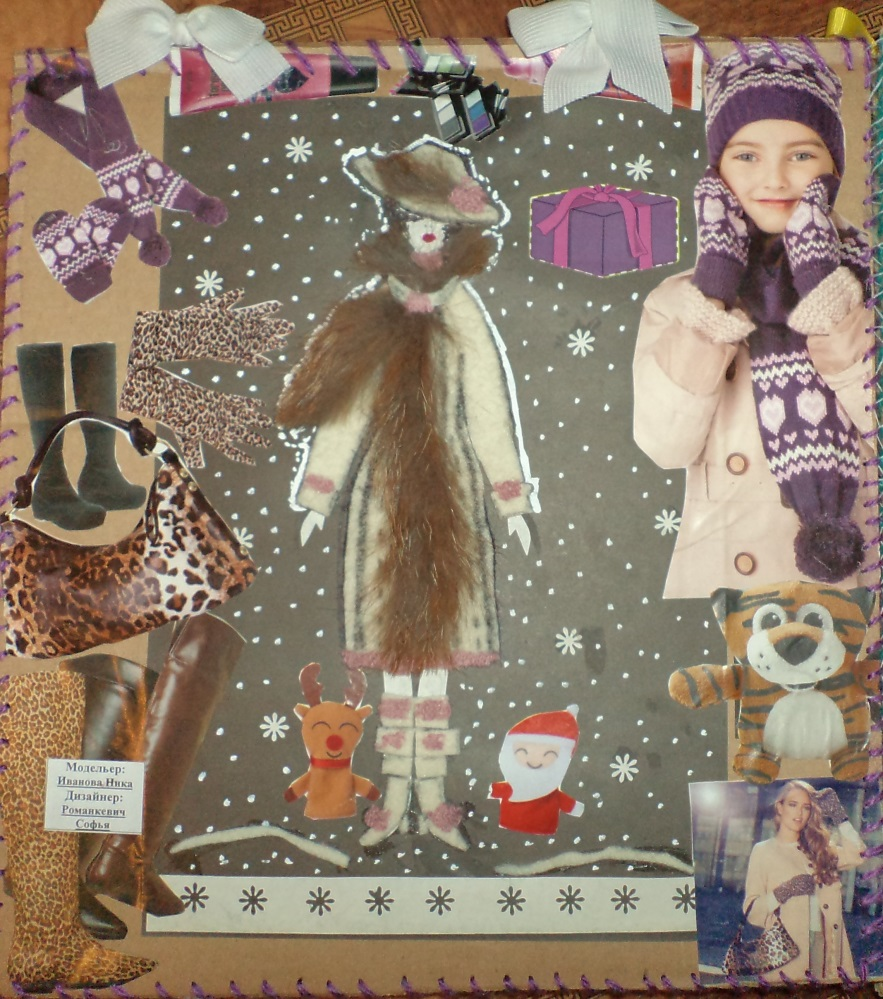 Модельер:
Иванова Ника
Дизайнер:
Романкевич
Софья